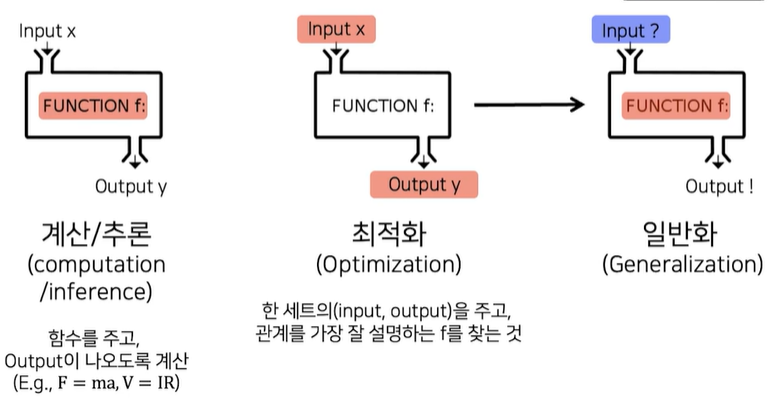 Input x
FUNCTION f:
Output y
계산/추론
(computation
/inference)
함수를 주고,
Output이 나오도록 계산
(E.g., F = ma, V = IR)
Input x
FUNCTION f:
Output y
최적화
(Optimization)
한 세트의(input, output)을 주고,
관계를 가장 잘 설명하는 f를 찾는 것
Input ?
FUNCTION f:
Output !
일반화
(Generalization)